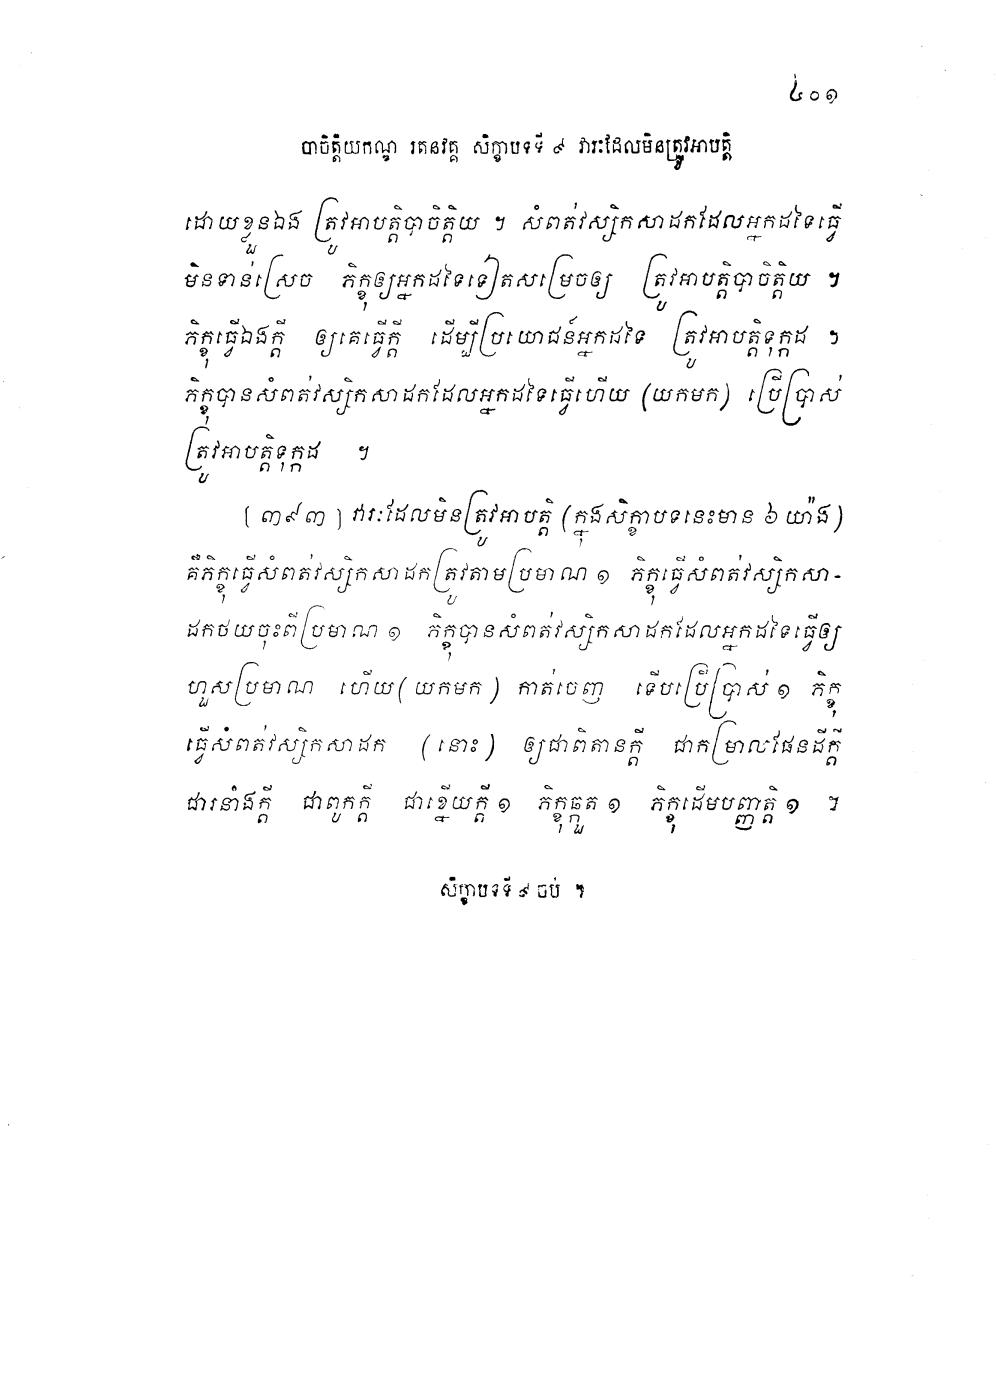 ៤០១
បាចិត្តិយកណ្ឌ រតនវគ្គ សិក្ខាបទទី ៩ វារៈដែលមិនត្រូវអាបត្តិ
ដោយខ្លួនឯង ត្រូវអាបត្តិបាចិត្តិយ ។ សំពត់វស្សិកសាដកដែលអ្នកដទៃធ្វើ
មិនទាន់ស្រេច ភិក្ខុឲ្យអ្នកដទៃទៀតសម្រេចឲ្យ ត្រូវអាបត្តិបាចិត្តិយ ។
ភិក្ខុធ្វើឯងក្តី ឲ្យគេធ្វើក្តី ដើម្បីប្រយោជន៍អ្នកដទៃ ត្រូវអាបត្តិទុក្កដ ។
ភិក្ខុបានសំពត់វស្សិកសាដកដែលអ្នកដទៃធ្វើហើយ (យកមក) ប្រើប្រាស់
ត្រូវអាបត្តិទុក្កដ ។
[៣៩៣] វារៈដែលមិនត្រូវអាបត្តិ (ក្នុងសិក្ខាបទនេះមាន ៦ យ៉ាង)
គឺភិក្ខុធ្វើសំពត់វស្សិកសាដកត្រូវតាមប្រមាណ ១ ភិក្ខុធ្វើសំពត់វស្សិកសា-
ដកថយចុះពីប្រមាណ ១ ភិក្ខុបានសំពត់វស្សិកសាដកដែលអ្នកដទៃធ្វើឲ្យ
ហួសប្រមាណ ហើយ (យកមក) កាត់ចេញ ទើបប្រើប្រាស់ ១ ភិក្ខុ
ធ្វើសំពត់វស្សិកសាដក (នោះ) ឲ្យជាពិតានក្តី ជាកម្រាលផែនដីក្តី
ជារនាំងក្តី ជាពូកក្តី ជាខ្នើយក្តី ១ ភិក្ខុឆ្កួត ១ ភិក្ខុដើមបញ្ញត្តិ ១ ។
សិក្ខាបទទី ៩ ចប់ ។